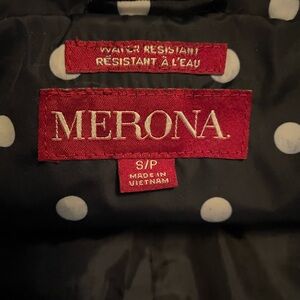 WATER RESISTANT
RÉSISTANT À L'EAU
MERONA.
S/P
MADE IN
VIETNAM